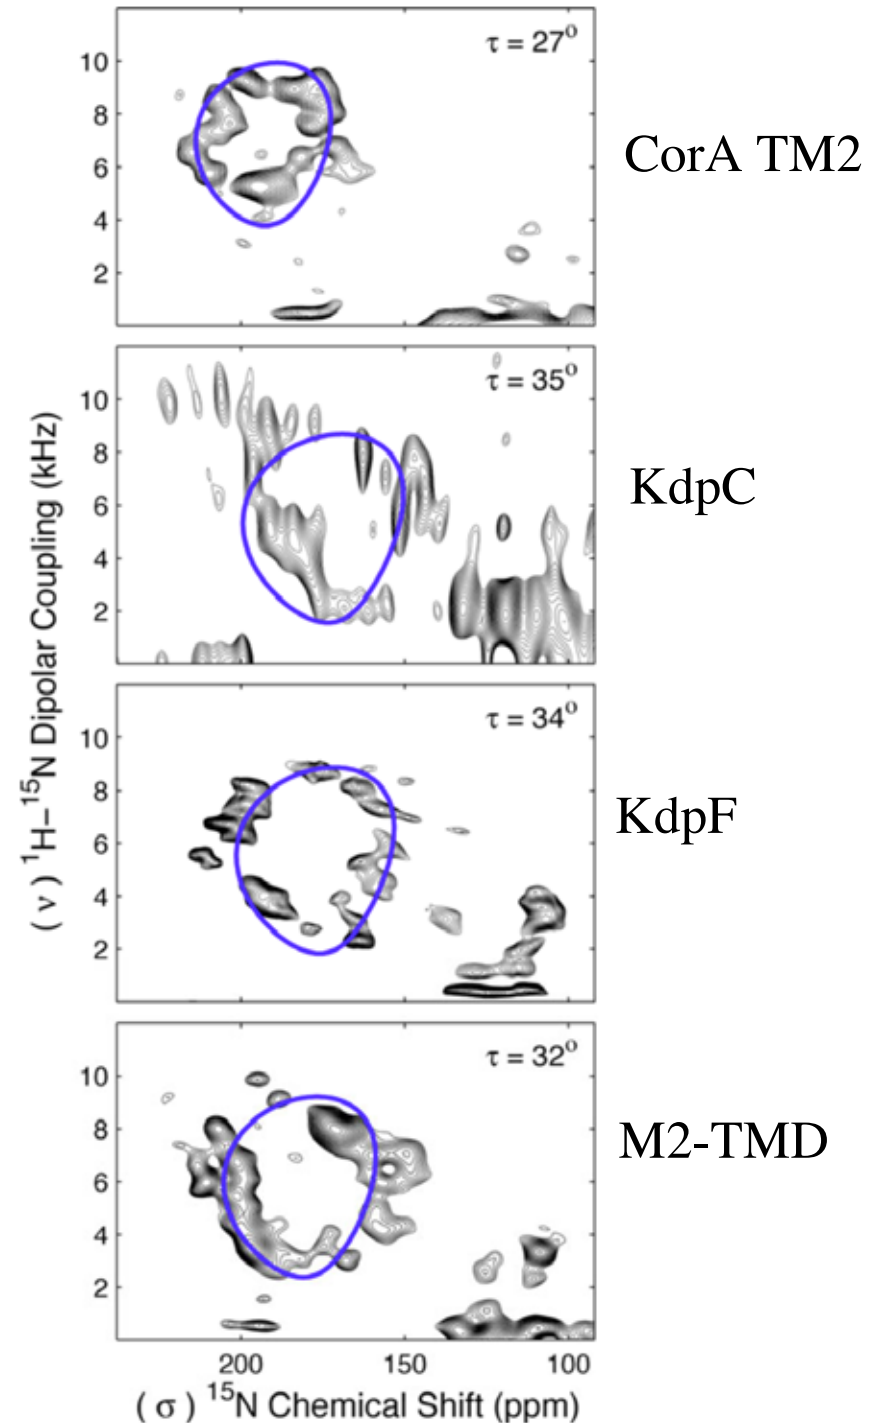 τ = 27°
10
8
6
4
2
CorA TM2
τ = 35°
10
8
6
4
2
KdpC
τ = 34°
10
8
6
4
2
KdpF
τ = 32°
10
8
6
4
2
M2-TMD
200 150 100
( σ ) ¹⁵N Chemical Shift (ppm)
( ν ) ¹H−¹⁵N Dipolar Coupling (kHz)